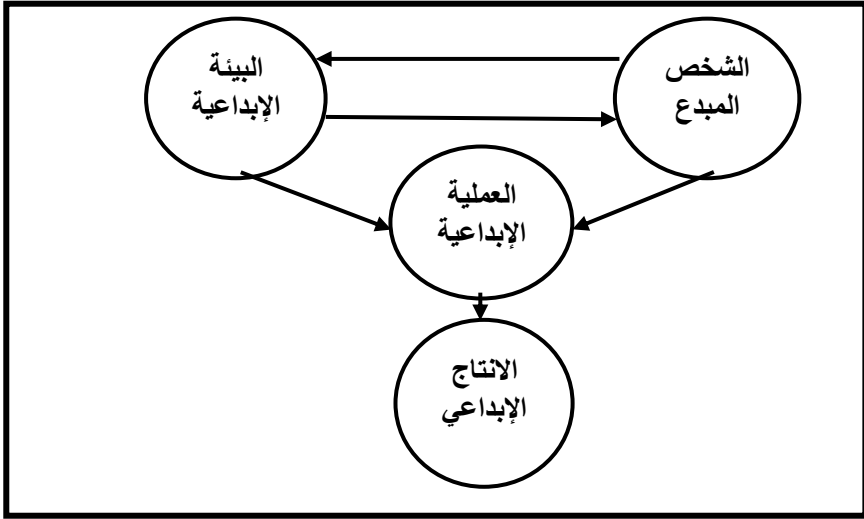 الشخص
المبدع
البيئة
الإبداعية
العملية
الإبداعية
الانتاج
الإبداعي